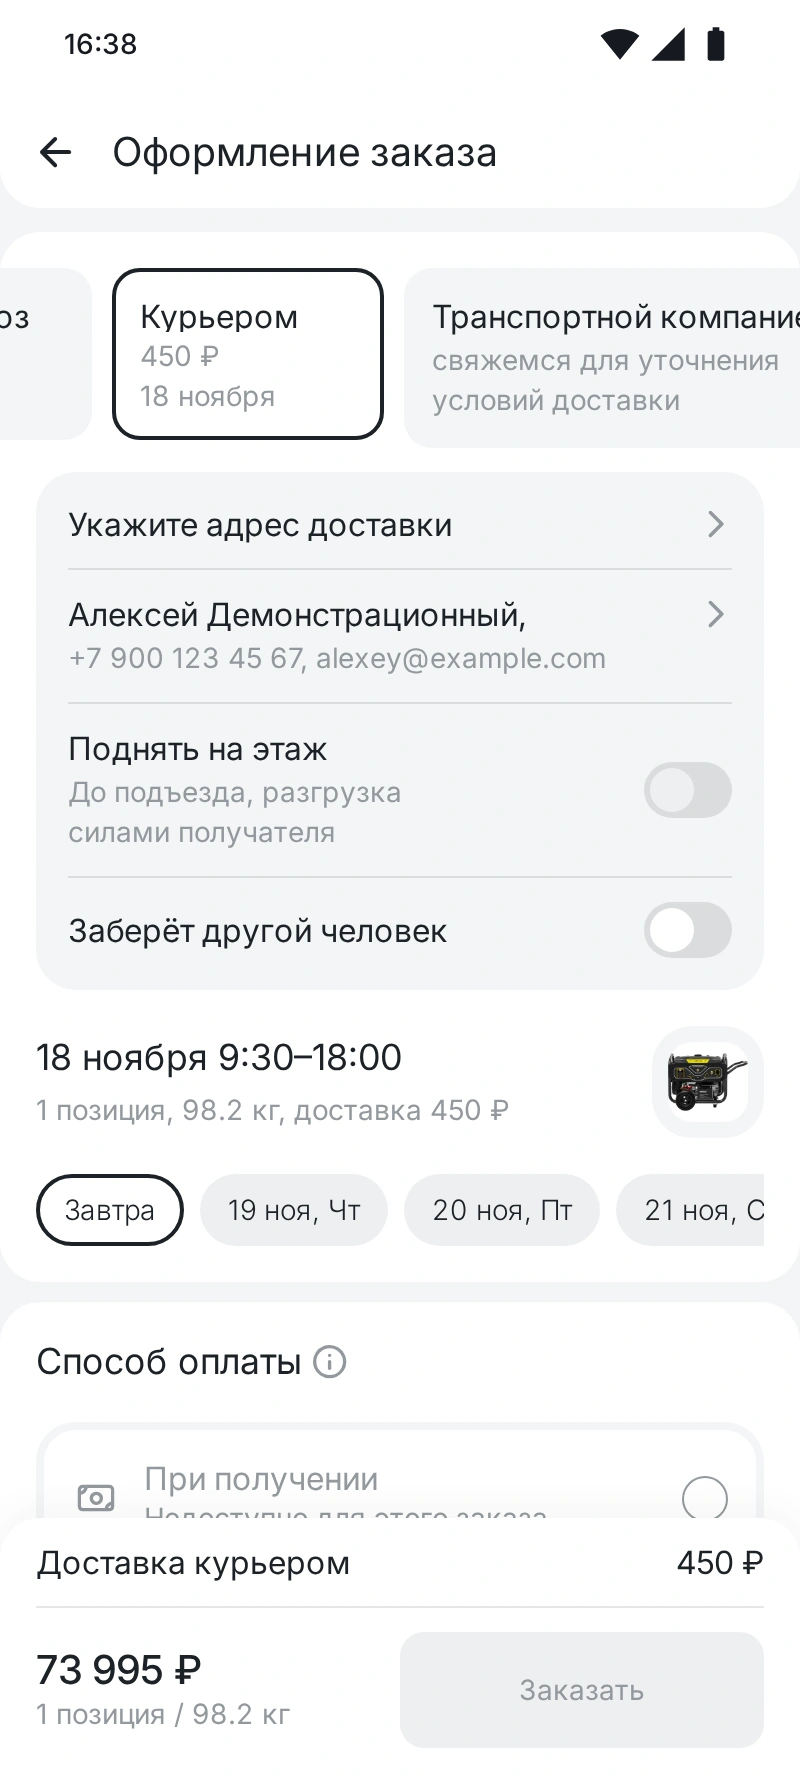 16:38
Оформление заказа
оз
Курьером
450 ₽
18 ноября
Транспортной компание
свяжемся для уточнения
условий доставки
Укажите адрес доставки
Алексей Демонстрационный,
+7 900 123 45 67, alexey@example.com
Поднять на этаж
До подъезда, разгрузка
силами получателя
Заберёт другой человек
18 ноября 9:30–18:00
1 позиция, 98.2 кг, доставка 450 ₽
Завтра
19 ноя, Чт
20 ноя, Пт
21 ноя, С
Способ оплаты
При получении
Недоступно для этого заказа
Доставка курьером
450 ₽
73 995 ₽
1 позиция / 98.2 кг
Заказать